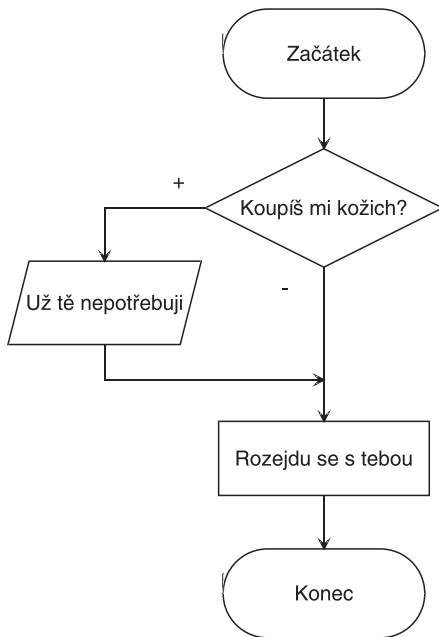 Začátek
+
Koupíš mi kožich?
Už tě nepotřebuji
-
Rozejdu se s tebou
Konec